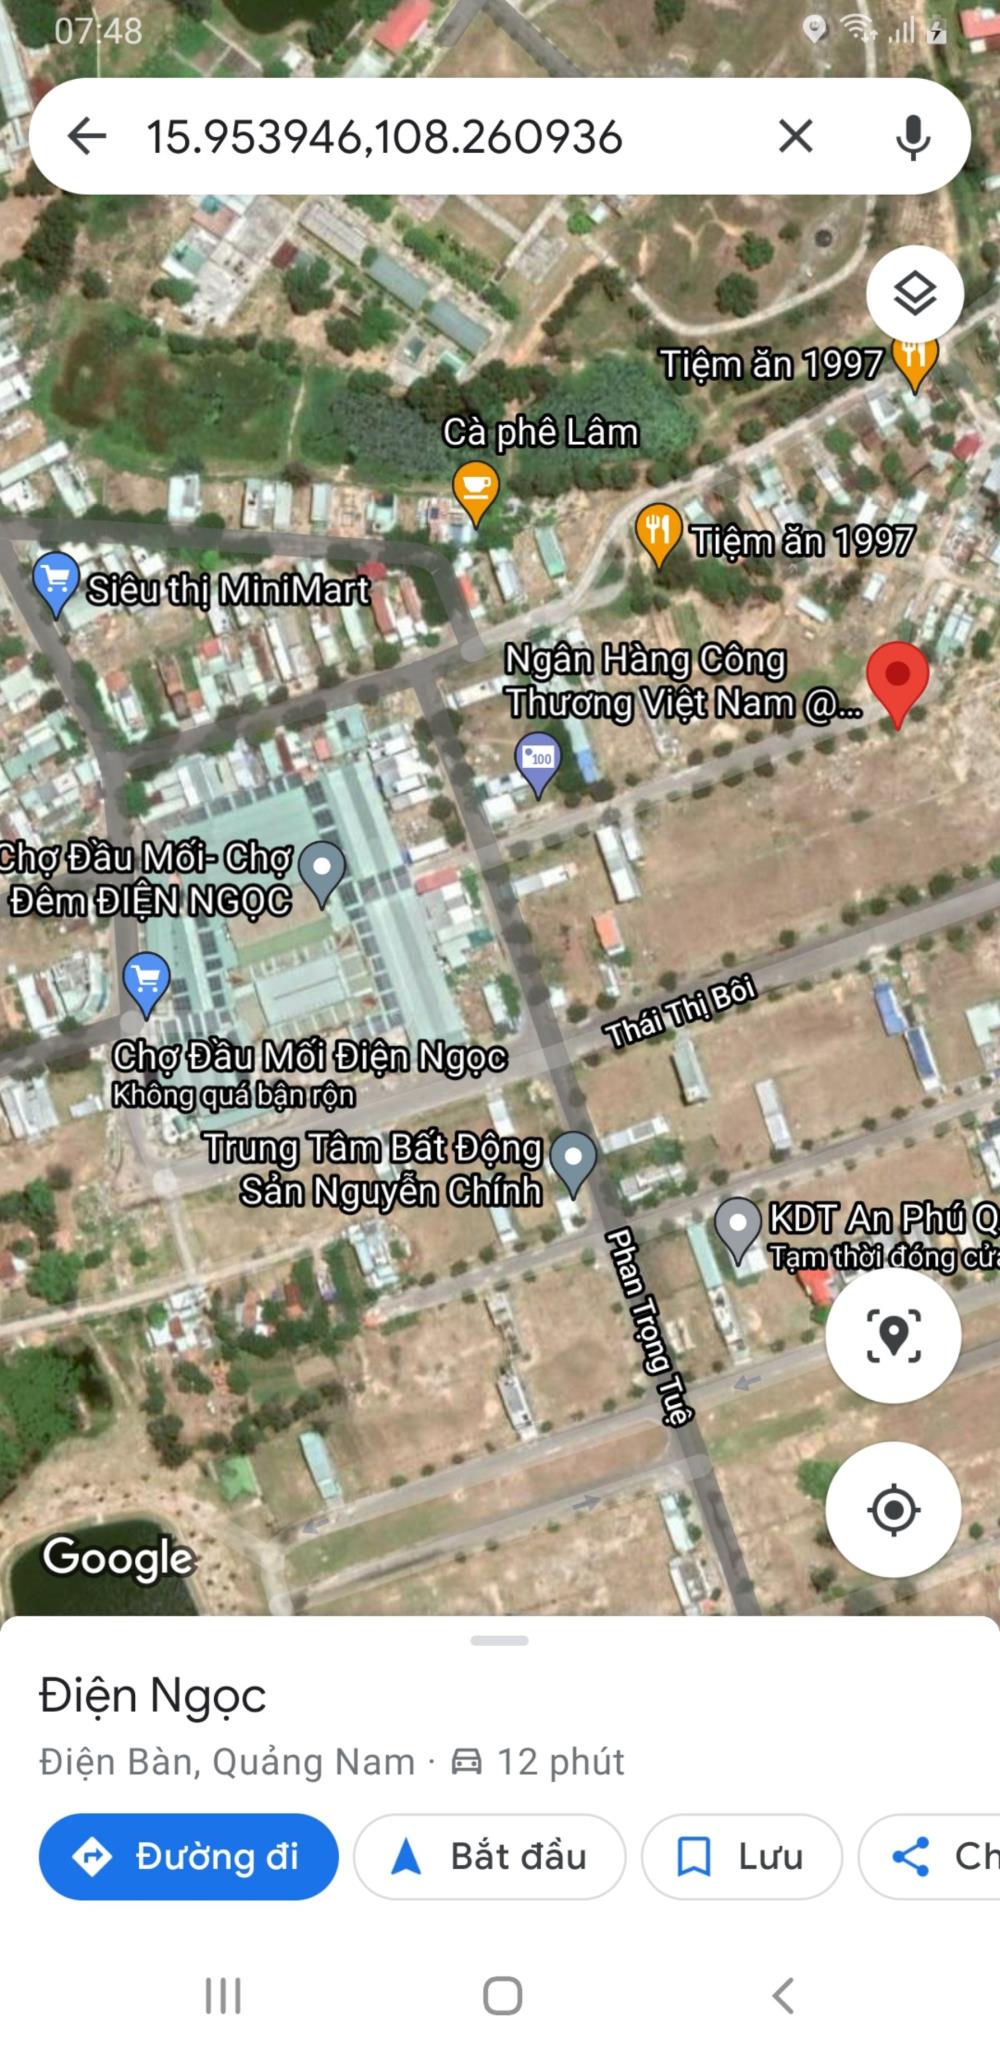 07:48
15.953946,108.260936
Tiệm ăn 1997
Cà phê Lâm
Tiệm ăn 1997
Siêu thị MiniMart
Ngân Hàng Công
Thương Việt Nam @...
100
Chợ Đầu Mối- Chợ
Đêm ĐIỆN NGỌC
Thái Thị Bôi
Chợ Đầu Mối Điện Ngọc
Không quá bận rộn
Trung Tâm Bất Động
Sản Nguyễn Chính
KDT An Phú Q
Tạm thời đóng cửa
Phan Trọng Tuệ
Google
Điện Ngọc
Điện Bàn, Quảng Nam · 12 phút
Đường đi
Bắt đầu
Lưu
Ch